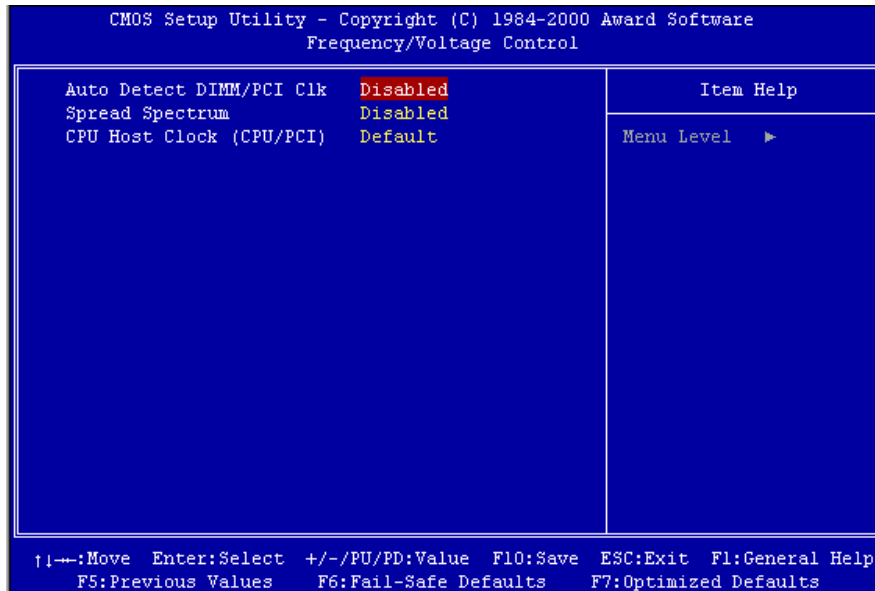 CMOS Setup Utility - Copyright (C) 1984-2000 Award Software
Frequency/Voltage Control
Auto Detect DIMM/PCI Clk Disabled
Spread Spectrum Disabled
CPU Host Clock (CPU/PCI) Default
Item Help
Menu Level ►
↑↓→←:Move Enter:Select +/-/PU/PD:Value F10:Save ESC:Exit F1:General Help
F5:Previous Values F6:Fail-Safe Defaults F7:Optimized Defaults